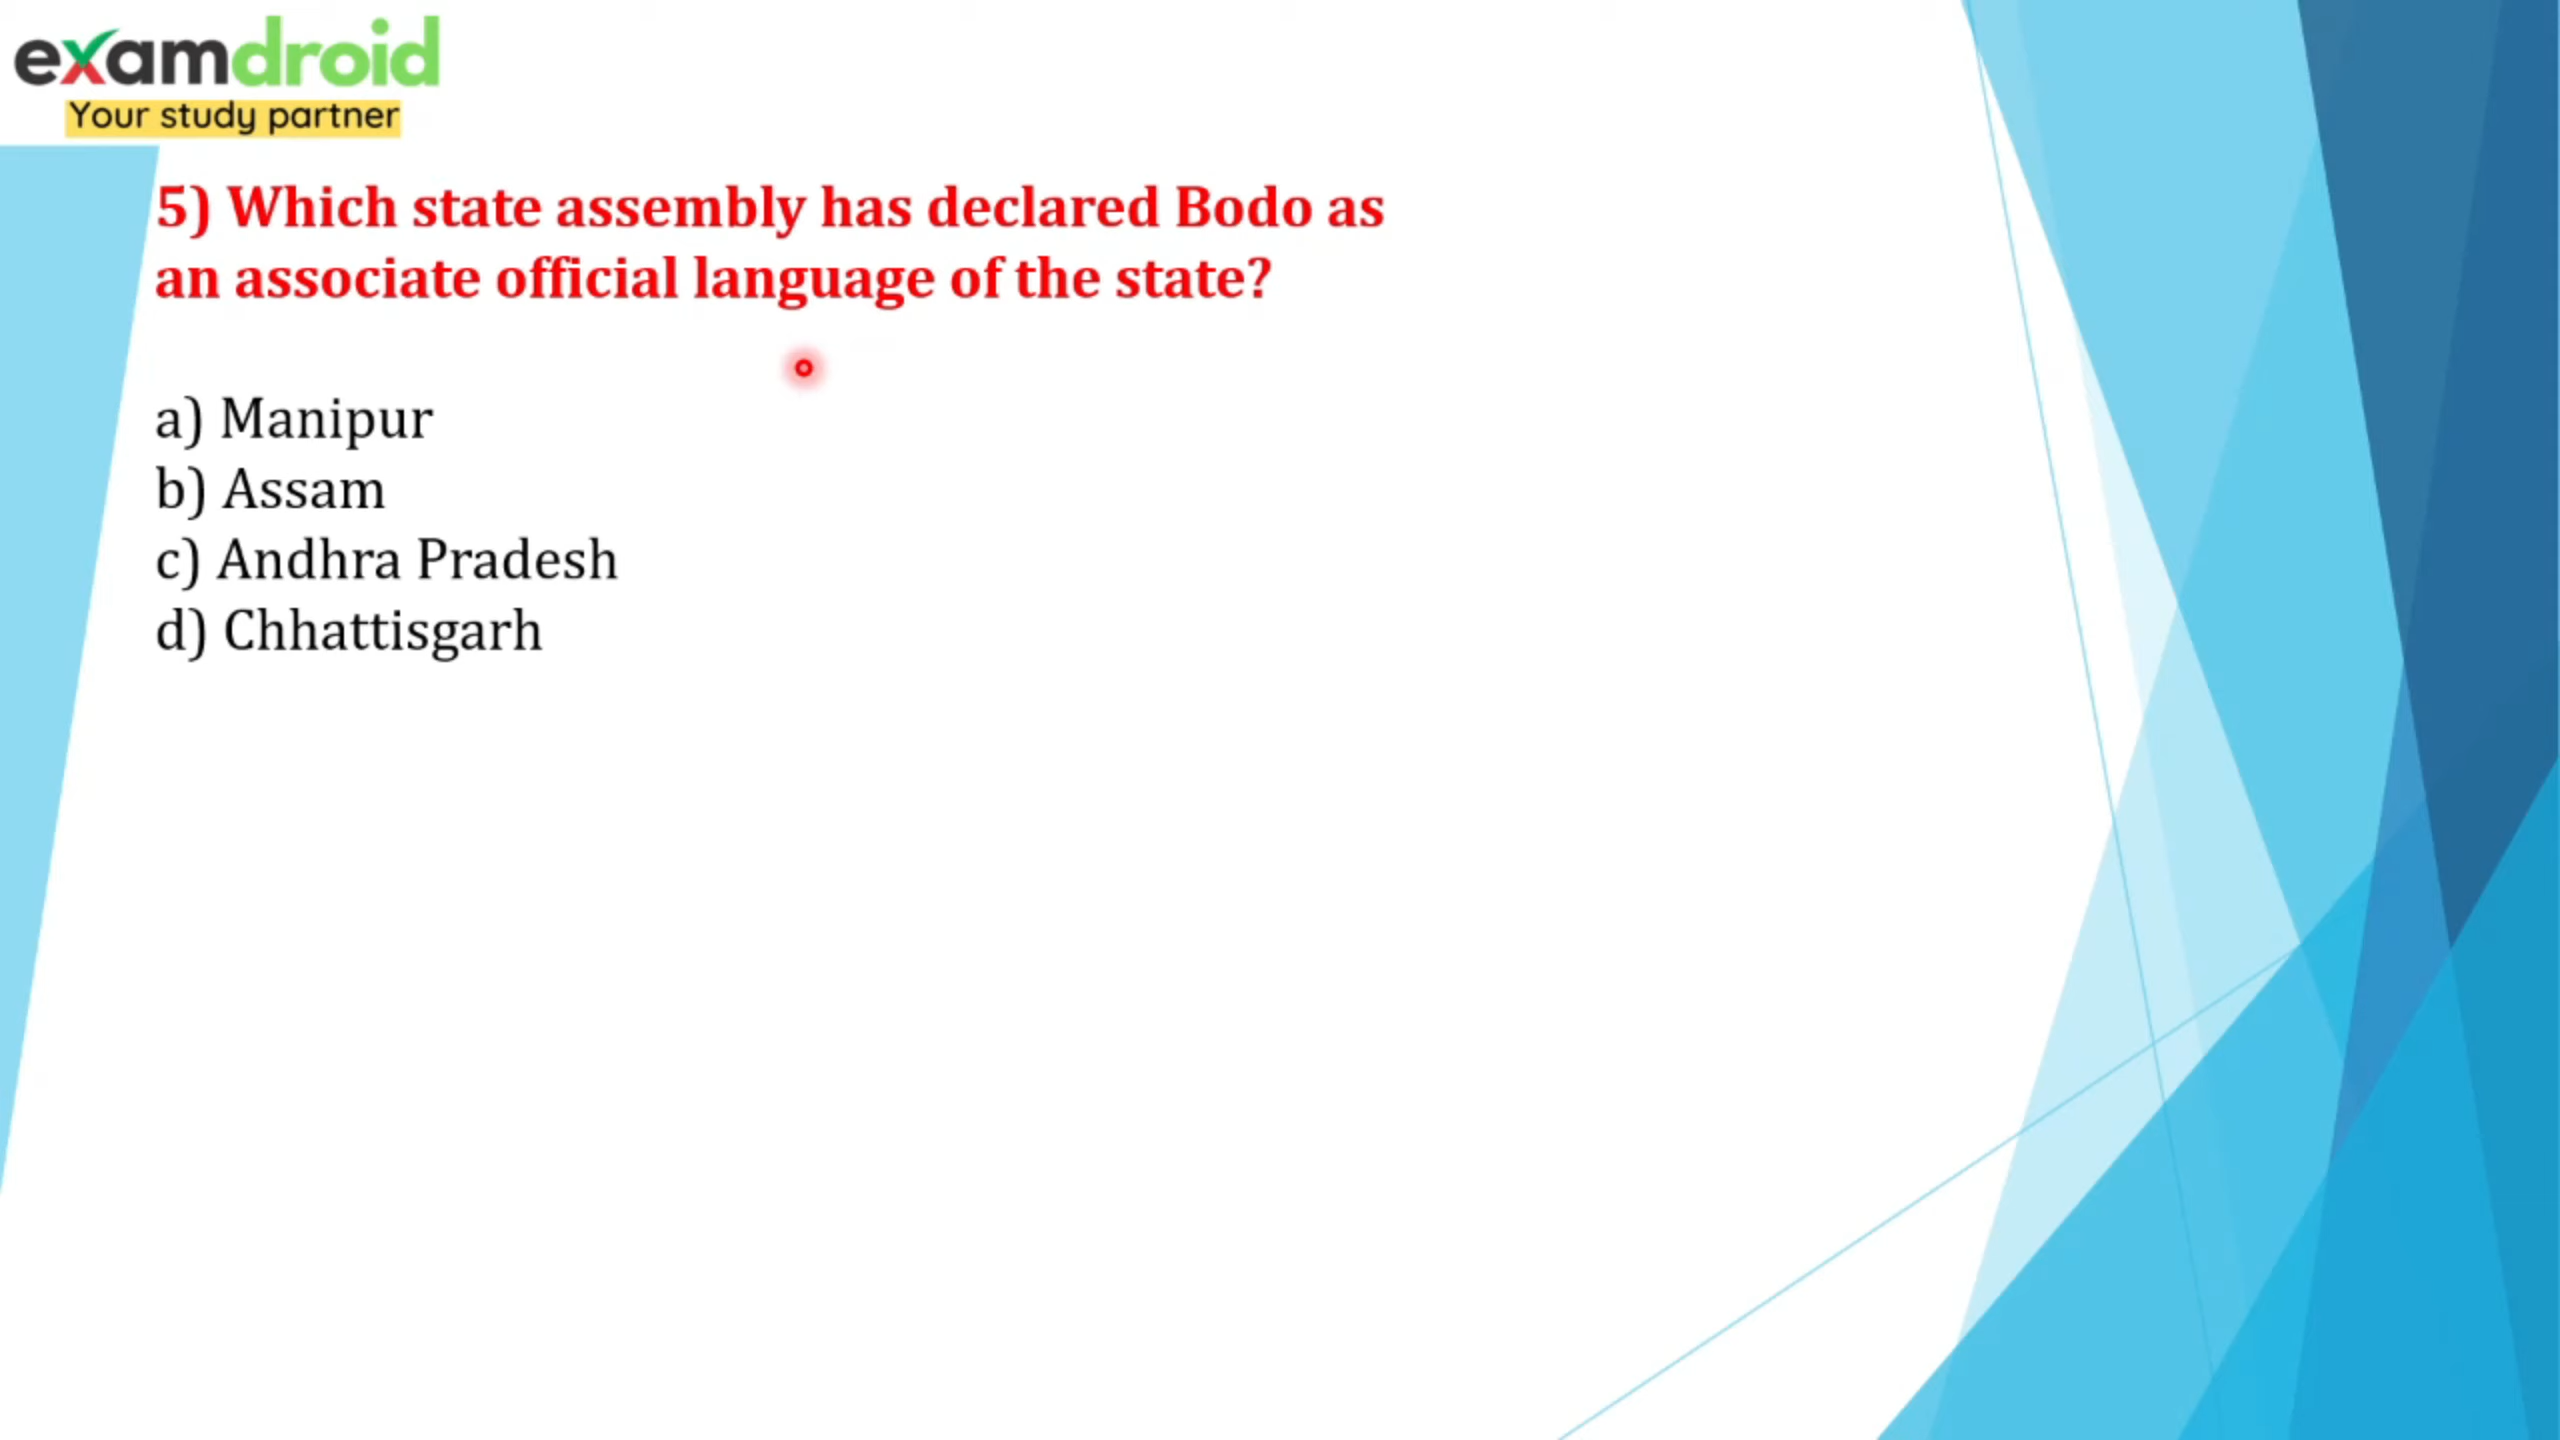 examdroid
Your study partner
5) Which state assembly has declared Bodo as
an associate official language of the state?
a) Manipur
b) Assam
c) Andhra Pradesh
d) Chhattisgarh